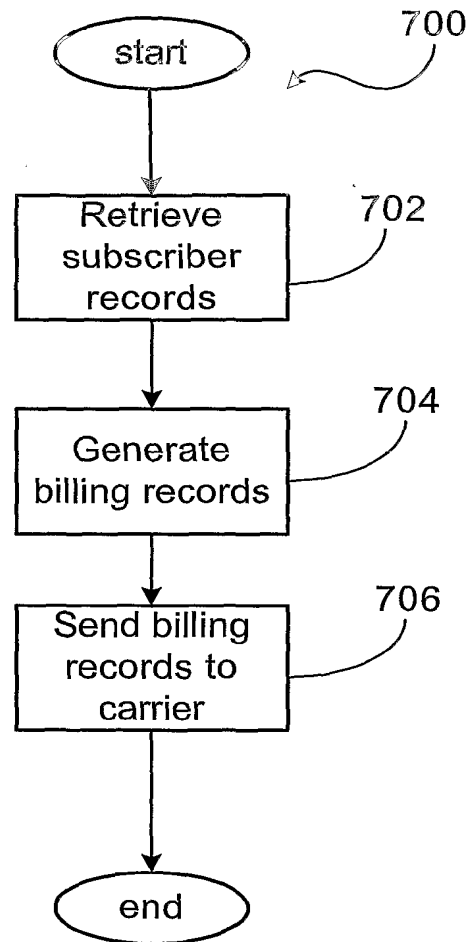 start
700
Retrieve
subscriber
records
702
Generate
billing records
704
Send billing
records to
carrier
706
end